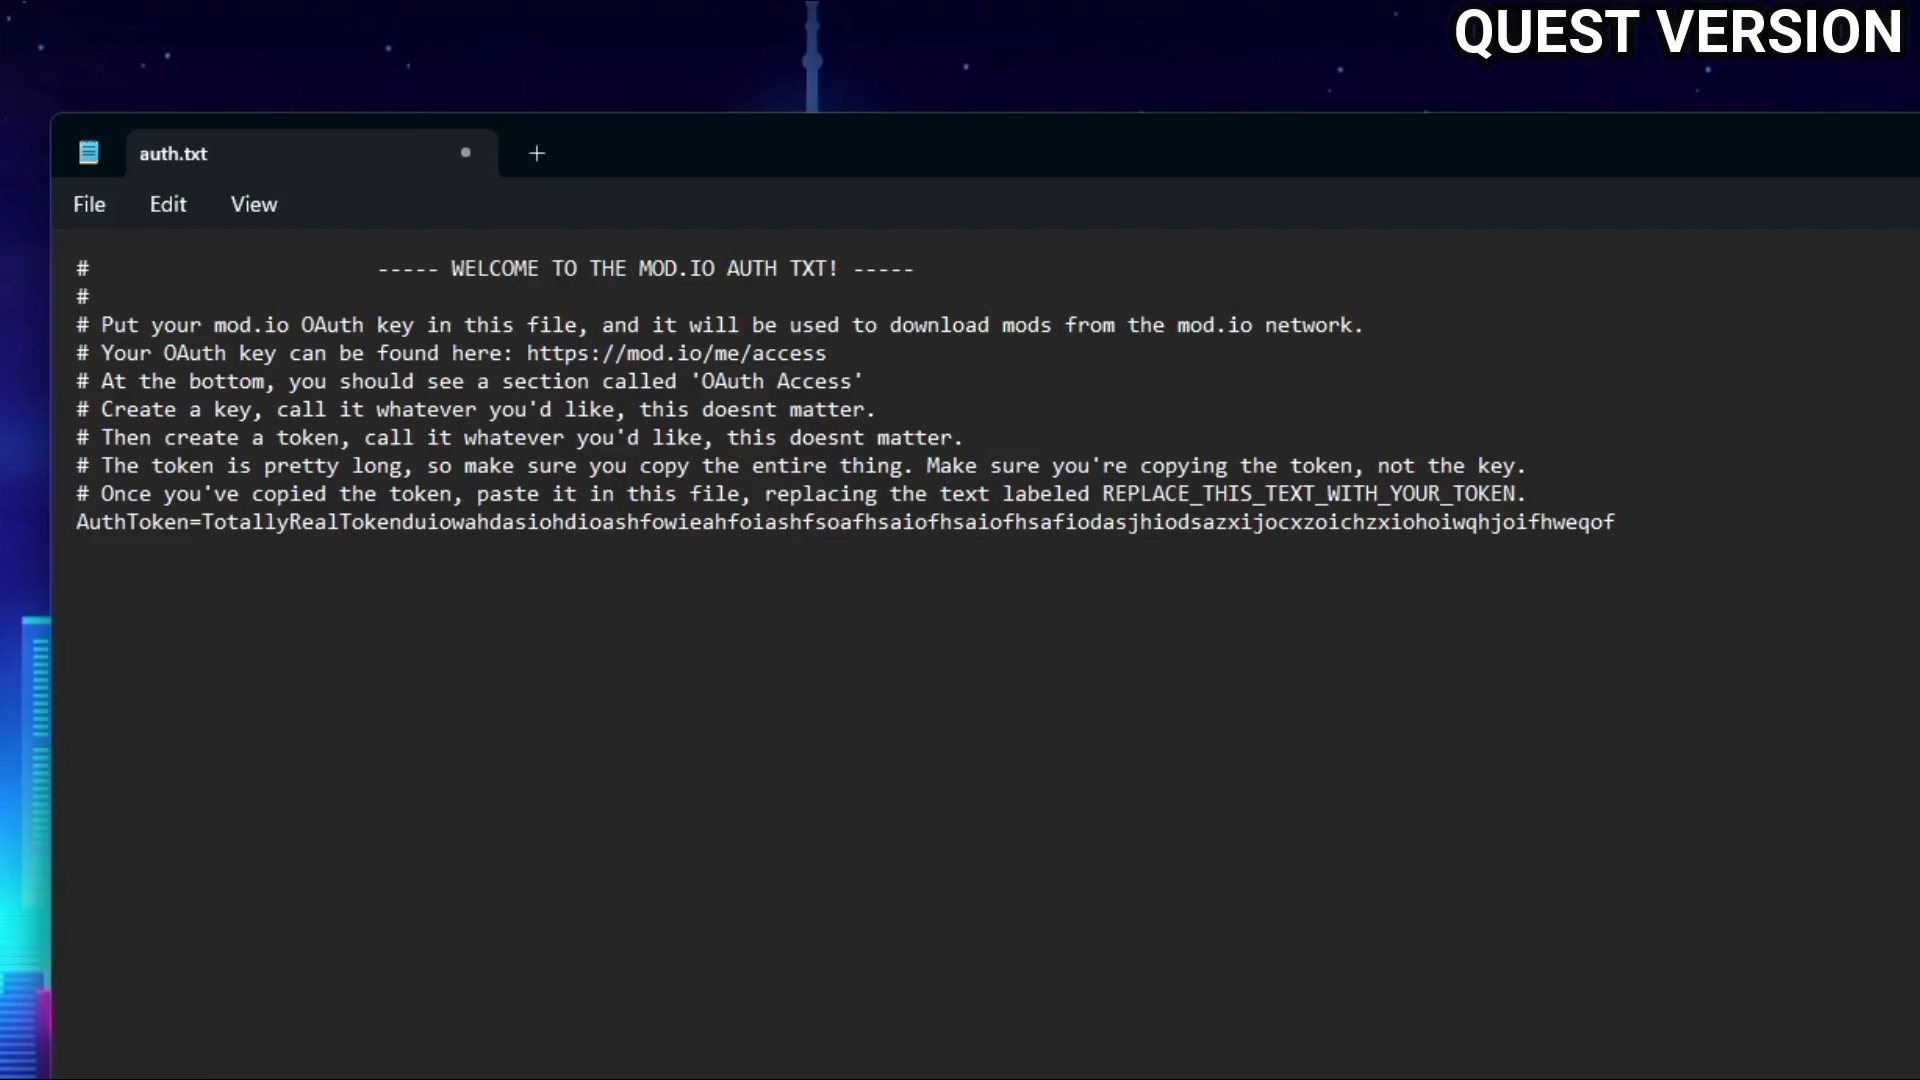 QUEST VERSION
auth.txt
File Edit View
# ----- WELCOME TO THE MOD.IO AUTH TXT! -----
#
# Put your mod.io OAuth key in this file, and it will be used to download mods from the mod.io network.
# Your OAuth key can be found here: https://mod.io/me/access
# At the bottom, you should see a section called 'OAuth Access'
# Create a key, call it whatever you'd like, this doesnt matter.
# Then create a token, call it whatever you'd like, this doesnt matter.
# The token is pretty long, so make sure you copy the entire thing. Make sure you're copying the token, not the key.
# Once you've copied the token, paste it in this file, replacing the text labeled REPLACE_THIS_TEXT_WITH_YOUR_TOKEN.
AuthToken=TotallyRealTokenduiowahdasiohdioashfowieahfoiashfsoafhsaiofhsaiofhsafiodasjhiodsazxijocxzoichzxiohoiwqhjoifhweqof